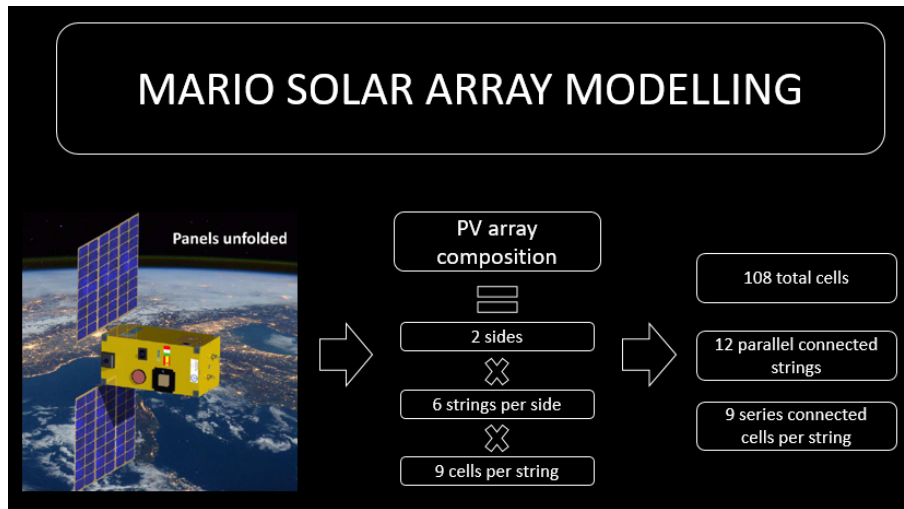 MARIO SOLAR ARRAY MODELLING
Panels unfolded
PV array
composition
2 sides
6 strings per side
9 cells per string
108 total cells
12 parallel connected
strings
9 series connected
cells per string